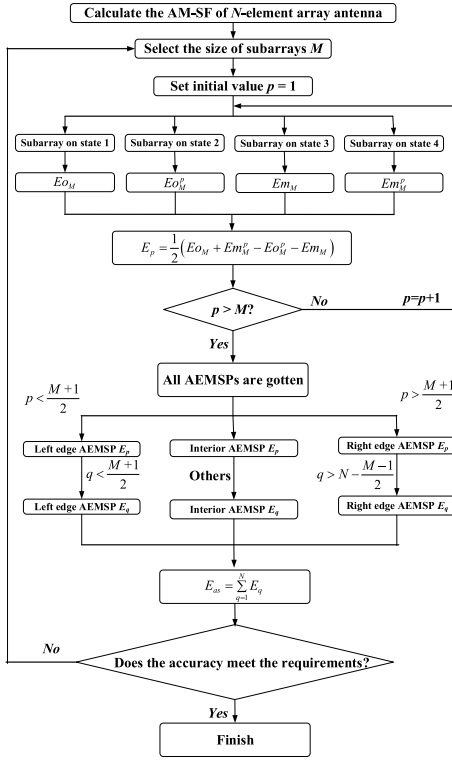 Calculate the AM-SF of N-element array antenna
Select the size of subarrays M
Set initial value p = 1
Subarray on state 1
Subarray on state 2
Subarray on state 3
Subarray on state 4
Eo_M
Eo_M^p
Em_M
Em_M^p
E_p = 1/2 (Eo_M + Em_M^p − Eo_M^p − Em_M)
p > M?
No
p=p+1
Yes
All AEMSPs are gotten
p < (M+1)/2
p > (M+1)/2
Left edge AEMSP E_p
Interior AEMSP E_p
Right edge AEMSP E_p
q < (M+1)/2
Others
q > N − (M−1)/2
Left edge AEMSP E_q
Interior AEMSP E_q
Right edge AEMSP E_q
E_as = ∑_{q=1}^{N} E_q
No
Does the accuracy meet the requirements?
Yes
Finish